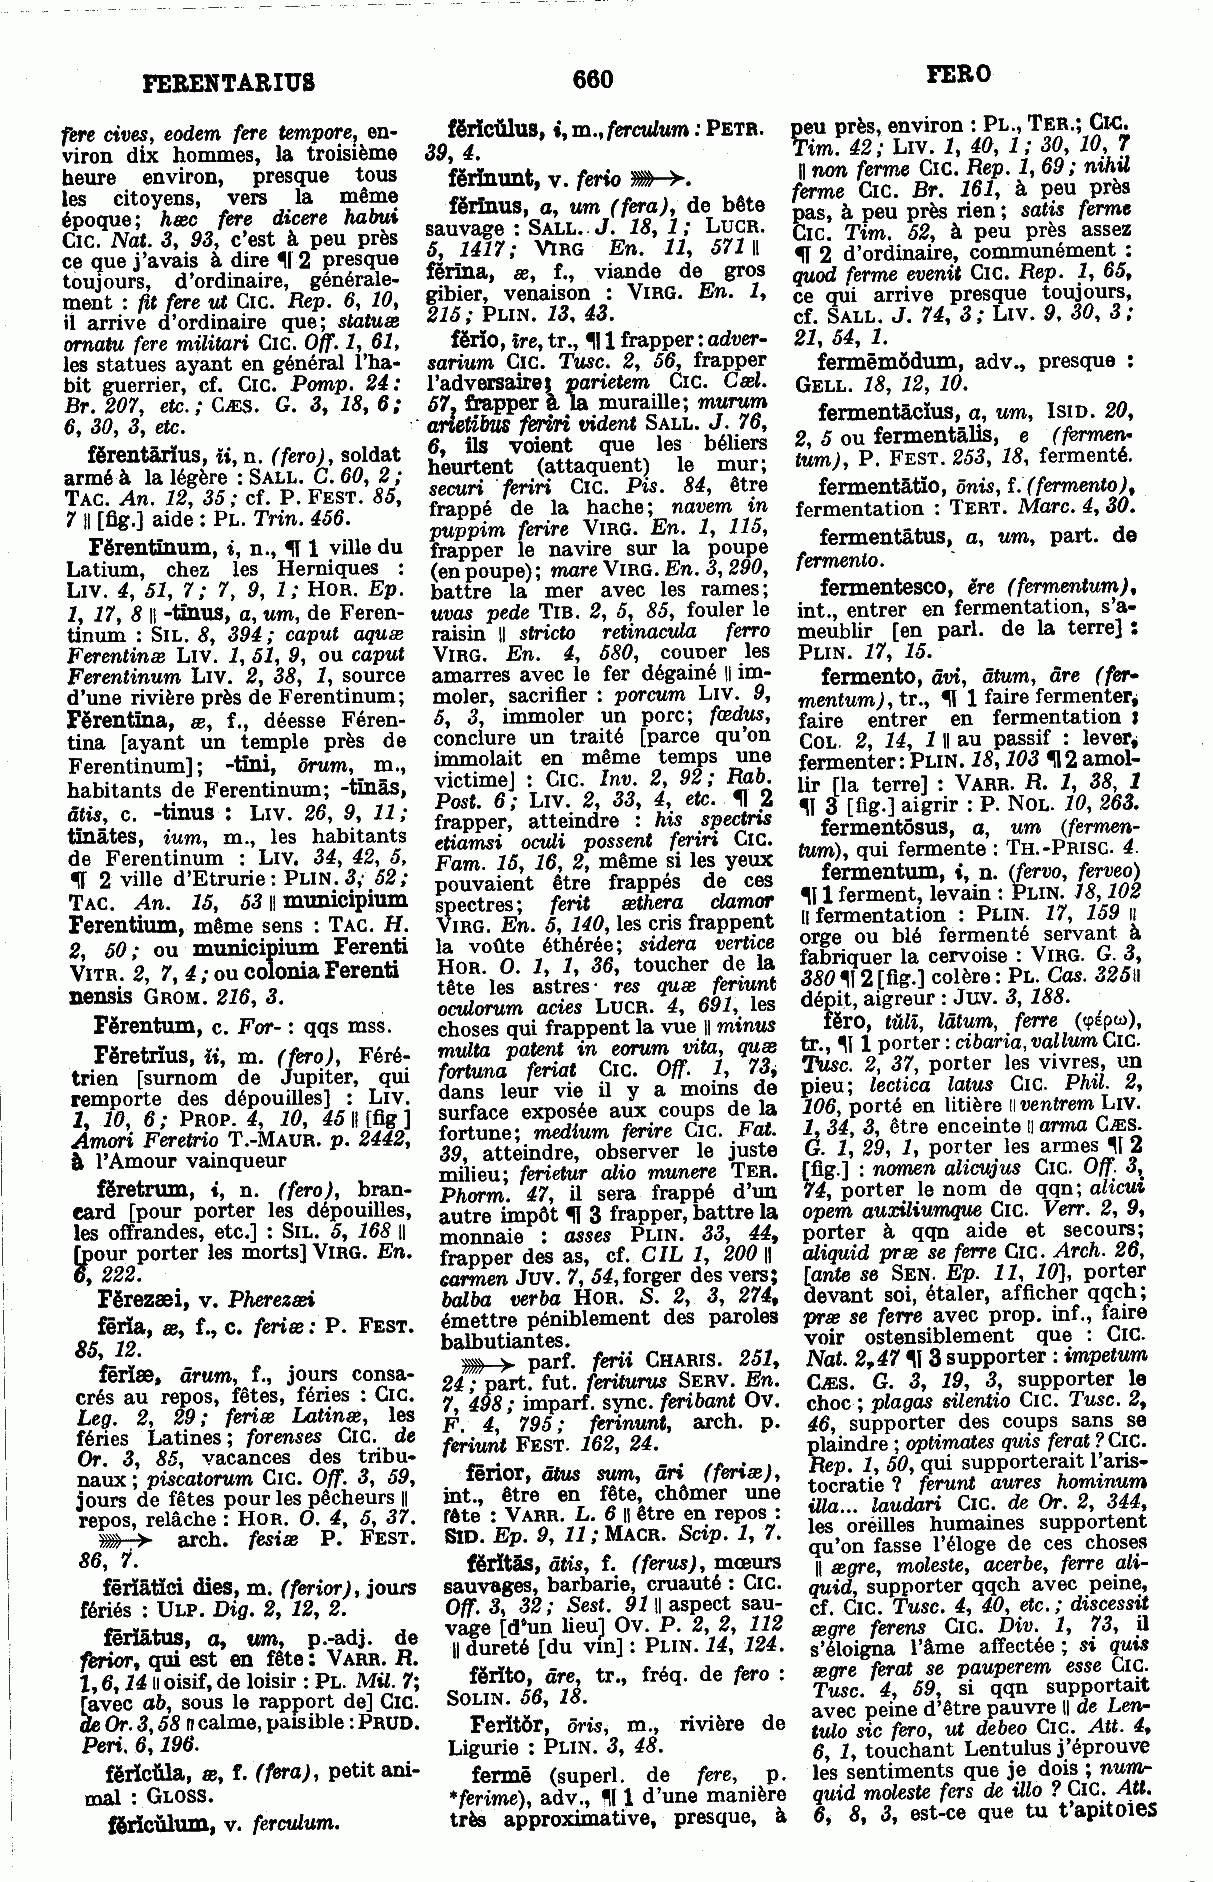 FERENTARIUS
660
FERO
fere cives, eodem fere tempore, en-
viron dix hommes, la troisième
heure environ, presque tous
les citoyens, vers la même
époque; hæc fere dicere habui
CIC. Nat. 3, 93, c'est à peu près
ce que j'avais à dire ¶ 2 presque
toujours, d'ordinaire, générale-
ment : fit fere ut CIC. Rep. 6, 10,
il arrive d'ordinaire que; statuæ
ornatu fere militari CIC. Off. 1, 61,
les statues ayant en général l'ha-
bit guerrier, cf. CIC. Pomp. 24:
Br. 207, etc.; CÆS. G. 3, 18, 6;
6, 30, 3, etc.
fĕrentārĭus, ĭi, n. (fero), soldat
armé à la légère : SALL. C. 60, 2;
TAC. An. 12, 35; cf. P. FEST. 85,
7 ‖ [fig.] aide : PL. Trin. 456.
Fĕrentīnum, i, n., ¶ 1 ville du
Latium, chez les Herniques :
LIV. 4, 51, 7; 7, 9, 1; HOR. Ep.
1, 17, 8 ‖ -tīnus, a, um, de Feren-
tinum : SIL. 8, 394; caput aquæ
Ferentinæ LIV. 1, 51, 9, ou caput
Ferentinum LIV. 2, 38, 1, source
d'une rivière près de Ferentinum;
Fĕrentīna, æ, f., déesse Féren-
tina [ayant un temple près de
Ferentinum]; -tīni, ōrum, m.,
habitants de Ferentinum; -tīnās,
ātis, c. -tinus : LIV. 26, 9, 11;
tīnātes, ium, m., les habitants
de Ferentinum : LIV. 34, 42, 5,
¶ 2 ville d'Etrurie : PLIN. 3, 52;
TAC. An. 15, 53 ‖ municipium
Ferentium, même sens : TAC. H.
2, 50; ou municipium Ferenti
VITR. 2, 7, 4; ou colonia Ferenti
nensis GROM. 216, 3.
Fĕrentum, c. For- : qqs mss.
Fĕretrĭus, ĭi, m. (fero), Féré-
trien [surnom de Jupiter, qui
remporte des dépouilles] : LIV.
1, 10, 6; PROP. 4, 10, 45 ‖ [fig]
Amori Feretrio T.-MAUR. p. 2442,
à l'Amour vainqueur
fĕretrum, i, n. (fero), bran-
card [pour porter les dépouilles,
les offrandes, etc.] : SIL. 5, 168 ‖
[pour porter les morts] VIRG. En.
6, 222.
Fĕrezæi, v. Pherezæi
fērĭa, æ, f., c. feriæ : P. FEST.
85, 12.
fērĭæ, ārum, f., jours consa-
crés au repos, fêtes, féries : CIC.
Leg. 2, 29; feriæ Latinæ, les
féries Latines; forenses CIC. de
Or. 3, 85, vacances des tribu-
naux; piscatorum CIC. Off. 3, 59,
jours de fêtes pour les pêcheurs ‖
repos, relâche : HOR. O. 4, 5, 37.
arch. fesiæ P. FEST.
86, 7.
fērĭātĭci dies, m. (ferior), jours
fériés : ULP. Dig. 2, 12, 2.
fērĭātus, a, um, p.-adj. de
ferior, qui est en fête : VARR. R.
1, 6, 14 ‖ oisif, de loisir : PL. Mil. 7;
[avec ab, sous le rapport de] CIC.
de Or. 3, 58 ‖ calme, paisible : PRUD.
Peri. 6, 196.
fĕrĭcŭla, æ, f. (fera), petit ani-
mal : GLOSS.
fĕrĭcŭlum, v. ferculum.
fĕrĭcŭlus, i, m., ferculum : PETR.
39, 4.
fĕrĭnunt, v. ferio
fĕrīnus, a, um (fera), de bête
sauvage : SALL. J. 18, 1; LUCR.
5, 1417; VIRG En. 11, 571 ‖
fĕrīna, æ, f., viande de gros
gibier, venaison : VIRG. En. 1,
215; PLIN. 13, 43.
fĕrĭo, īre, tr., ¶ 1 frapper : adver-
sarium CIC. Tusc. 2, 56, frapper
l'adversaire; parietem CIC. Cæl.
57, frapper à la muraille; murum
arietibus feriri vident SALL. J. 76,
6, ils voient que les béliers
heurtent (attaquent) le mur;
securi feriri CIC. Pis. 84, être
frappé de la hache; navem in
puppim ferire VIRG. En. 1, 115,
frapper le navire sur la poupe
(en poupe); mare VIRG. En. 3, 290,
battre la mer avec les rames;
uvas pede TIB. 2, 5, 85, fouler le
raisin ‖ stricto retinacula ferro
VIRG. En. 4, 580, couper les
amarres avec le fer dégainé ‖ im-
moler, sacrifier : porcum LIV. 9,
5, 3, immoler un porc; fœdus,
conclure un traité [parce qu'on
immolait en même temps une
victime] : CIC. Inv. 2, 92; Rab.
Post. 6; LIV. 2, 33, 4, etc. ¶ 2
frapper, atteindre : his spectris
etiamsi oculi possent feriri CIC.
Fam. 15, 16, 2, même si les yeux
pouvaient être frappés de ces
spectres; ferit æthera clamor
VIRG. En. 5, 140, les cris frappent
la voûte éthérée; sidera vertice
HOR. O. 1, 1, 36, toucher de la
tête les astres· res quæ feriunt
oculorum acies LUCR. 4, 691, les
choses qui frappent la vue ‖ minus
multa patent in eorum vita, quæ
fortuna feriat CIC. Off. 1, 73,
dans leur vie il y a moins de
surface exposée aux coups de la
fortune; medium ferire CIC. Fat.
39, atteindre, observer le juste
milieu; ferietur alio munere TER.
Phorm. 47, il sera frappé d'un
autre impôt ¶ 3 frapper, battre la
monnaie : asses PLIN. 33, 44,
frapper des as, cf. CIL 1, 200 ‖
carmen JUV. 7, 54, forger des vers;
balba verba HOR. S. 2, 3, 274,
émettre péniblement des paroles
balbutiantes.
parf. ferii CHARIS. 251,
24; part. fut. feriturus SERV. En.
7, 498; imparf. sync. feribant OV.
F. 4, 795; ferinunt, arch. p.
feriunt FEST. 162, 24.
fērior, ātus sum, āri (feriæ),
int., être en fête, chômer une
fête : VARR. L. 6 ‖ être en repos :
SID. Ep. 9, 11; MACR. Scip. 1, 7.
fĕrĭtās, ātis, f. (ferus), mœurs
sauvages, barbarie, cruauté : CIC.
Off. 3, 32; Sest. 91 ‖ aspect sau-
vage [d'un lieu] OV. P. 2, 2, 112
‖ dureté [du vin] : PLIN. 14, 124.
fĕrĭto, āre, tr., fréq. de fero :
SOLIN. 56, 18.
Ferĭtŏr, ōris, m., rivière de
Ligurie : PLIN. 3, 48.
fermē (superl. de fere, p.
*ferime), adv., ¶ 1 d'une manière
très approximative, presque, à
peu près, environ : PL., TER.; CIC.
Tim. 42; LIV. 1, 40, 1; 30, 10, 7
‖ non ferme CIC. Rep. 1, 69; nihil
ferme CIC. Br. 161, à peu près
pas, à peu près rien; satis ferme
CIC. Tim. 52, à peu près assez
¶ 2 d'ordinaire, communément :
quod ferme evenit CIC. Rep. 1, 65,
ce qui arrive presque toujours,
cf. SALL. J. 74, 3; LIV. 9, 30, 3;
21, 54, 1.
fermēmŏdum, adv., presque :
GELL. 18, 12, 10.
fermentācius, a, um, ISID. 20,
2, 5 ou fermentālis, e (fermen-
tum), P. FEST. 253, 18, fermenté.
fermentātio, ōnis, f. (fermento),
fermentation : TERT. Marc. 4, 30.
fermentātus, a, um, part. de
fermento.
fermentesco, ĕre (fermentum),
int., entrer en fermentation, s'a-
meublir [en parl. de la terre] :
PLIN. 17, 15.
fermento, āvi, ātum, āre (fer-
mentum), tr., ¶ 1 faire fermenter,
faire entrer en fermentation :
COL. 2, 14, 1 ‖ au passif : lever,
fermenter : PLIN. 18, 103 ¶ 2 amol-
lir [la terre] : VARR. R. 1, 38, 1
¶ 3 [fig.] aigrir : P. NOL. 10, 263.
fermentōsus, a, um (fermen-
tum), qui fermente : TH.-PRISC. 4.
fermentum, i, n. (fervo, ferveo)
¶ 1 ferment, levain : PLIN. 18, 102
‖ fermentation : PLIN. 17, 159 ‖
orge ou blé fermenté servant à
fabriquer la cervoise : VIRG. G. 3,
380 ¶ 2 [fig.] colère : PL. Cas. 325 ‖
dépit, aigreur : JUV. 3, 188.
fĕro, tŭlī, lātum, ferre (φέρω),
tr., ¶ 1 porter : cibaria, vallum CIC.
Tusc. 2, 37, porter les vivres, un
pieu; lectica latus CIC. Phil. 2,
106, porté en litière ‖ ventrem LIV.
1, 34, 3, être enceinte ‖ arma CÆS.
G. 1, 29, 1, porter les armes ¶ 2
[fig.] : nomen alicujus CIC. Off. 3,
74, porter le nom de qqn; alicui
opem auxiliumque CIC. Verr. 2, 9,
porter à qqn aide et secours;
aliquid præ se ferre CIC. Arch. 26,
[ante se SEN. Ep. 11, 10], porter
devant soi, étaler, afficher qqch;
præ se ferre avec prop. inf., faire
voir ostensiblement que : CIC.
Nat. 2, 47 ¶ 3 supporter : impetum
CÆS. G. 3, 19, 3, supporter le
choc; plagas silentio CIC. Tusc. 2,
46, supporter des coups sans se
plaindre; optimates quis ferat ? CIC.
Rep. 1, 50, qui supporterait l'aris-
tocratie ? ferunt aures hominum
illa... laudari CIC. de Or. 2, 344,
les oreilles humaines supportent
qu'on fasse l'éloge de ces choses
‖ ægre, moleste, acerbe, ferre ali-
quid, supporter qqch avec peine,
cf. CIC. Tusc. 4, 40, etc.; discessit
ægre ferens CIC. Div. 1, 73, il
s'éloigna l'âme affectée; si quis
ægre ferat se pauperem esse CIC.
Tusc. 4, 59, si qqn supportait
avec peine d'être pauvre ‖ de Len-
tulo sic fero, ut debeo CIC. Att. 4,
6, 1, touchant Lentulus j'éprouve
les sentiments que je dois; num-
quid moleste fers de illo ? CIC. Att.
6, 8, 3, est-ce que tu t'apitoies